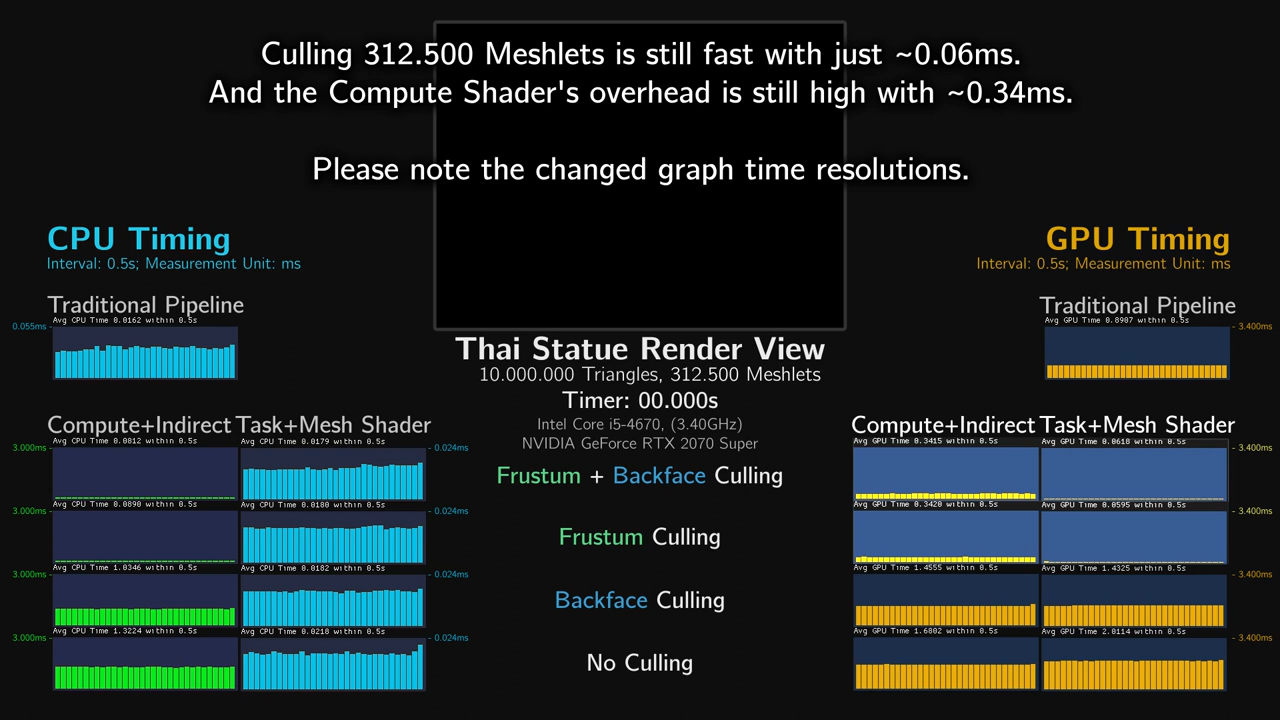 Culling 312.500 Meshlets is still fast with just ~0.06ms.
And the Compute Shader's overhead is still high with ~0.34ms.
Please note the changed graph time resolutions.
CPU Timing
Interval: 0.5s; Measurement Unit: ms
GPU Timing
Interval: 0.5s; Measurement Unit: ms
Traditional Pipeline
Avg CPU Time 0.0162 within 0.5s
0.055ms
Traditional Pipeline
Avg GPU Time 0.8907 within 0.5s
3.400ms
Thai Statue Render View
10.000.000 Triangles, 312.500 Meshlets
Timer: 00.000s
Intel Core i5-4670, (3.40GHz)
NVIDIA GeForce RTX 2070 Super
Compute+Indirect Task+Mesh Shader
Avg CPU Time 0.0812 within 0.5s
Avg CPU Time 0.0179 within 0.5s
3.000ms
0.024ms
Avg CPU Time 0.0890 within 0.5s
Avg CPU Time 0.0180 within 0.5s
3.000ms
0.024ms
Avg CPU Time 1.0346 within 0.5s
Avg CPU Time 0.0182 within 0.5s
3.000ms
0.024ms
Avg CPU Time 1.3224 within 0.5s
Avg CPU Time 0.0218 within 0.5s
3.000ms
0.024ms
Frustum + Backface Culling
Frustum Culling
Backface Culling
No Culling
Compute+Indirect Task+Mesh Shader
Avg GPU Time 0.3415 within 0.5s
Avg GPU Time 0.0618 within 0.5s
3.400ms
Avg GPU Time 0.3420 within 0.5s
Avg GPU Time 0.0595 within 0.5s
3.400ms
Avg GPU Time 1.4555 within 0.5s
Avg GPU Time 1.4325 within 0.5s
3.400ms
Avg GPU Time 1.6802 within 0.5s
Avg GPU Time 2.0114 within 0.5s
3.400ms